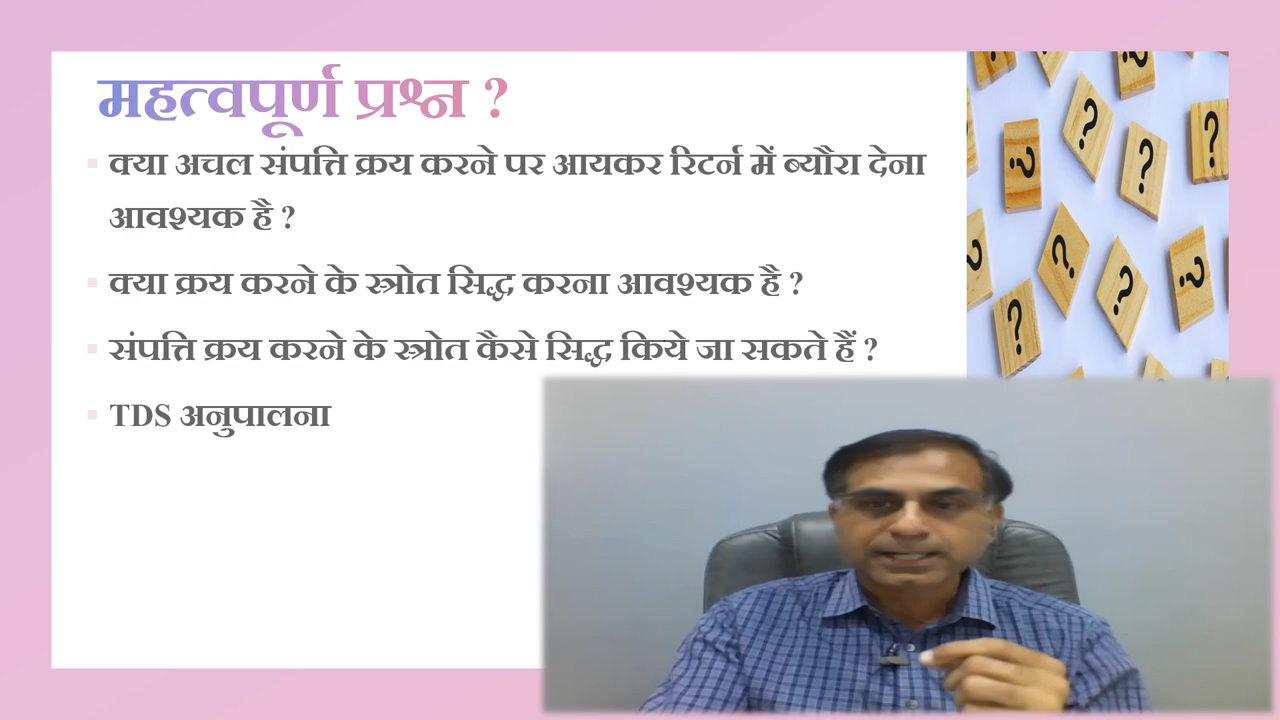 महत्वपूर्ण प्रश्न ?
क्या अचल संपत्ति क्रय करने पर आयकर रिटर्न में ब्यौरा देना
आवश्यक है ?
क्या क्रय करने के स्त्रोत सिद्ध करना आवश्यक है ?
संपत्ति क्रय करने के स्त्रोत कैसे सिद्ध किये जा सकते हैं ?
TDS अनुपालना